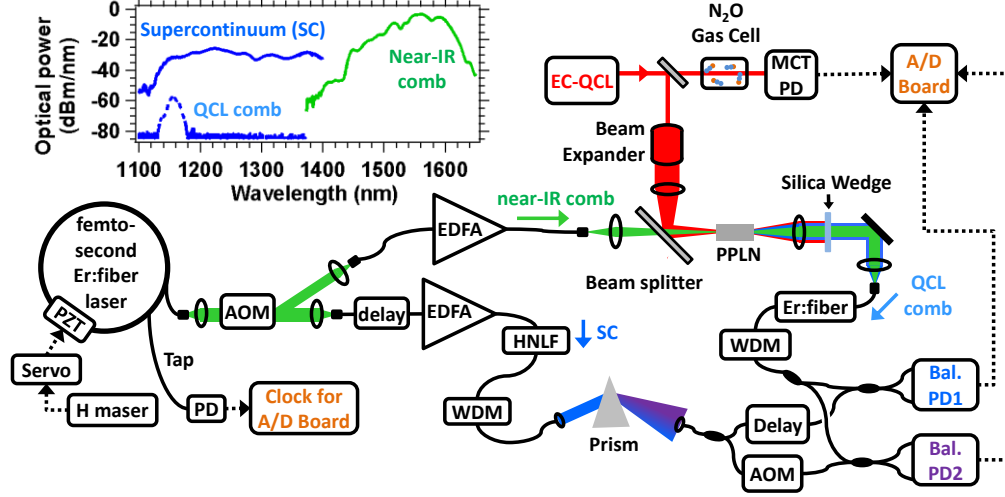 Optical power
(dBm/nm)
0
-20
-40
-60
-80
Supercontinuum (SC)
Near-IR
comb
QCL comb
1100
1200
1300
1400
1500
1600
Wavelength (nm)
N2O
Gas Cell
EC-QCL
MCT
PD
A/D
Board
Beam
Expander
Silica Wedge
near-IR comb
PPLN
Beam splitter
femto-
second
Er:fiber
laser
PZT
Servo
H maser
Tap
PD
Clock for
A/D Board
AOM
EDFA
delay
EDFA
HNLF
SC
WDM
Prism
Er:fiber
QCL
comb
WDM
Delay
AOM
Bal.
PD1
Bal.
PD2